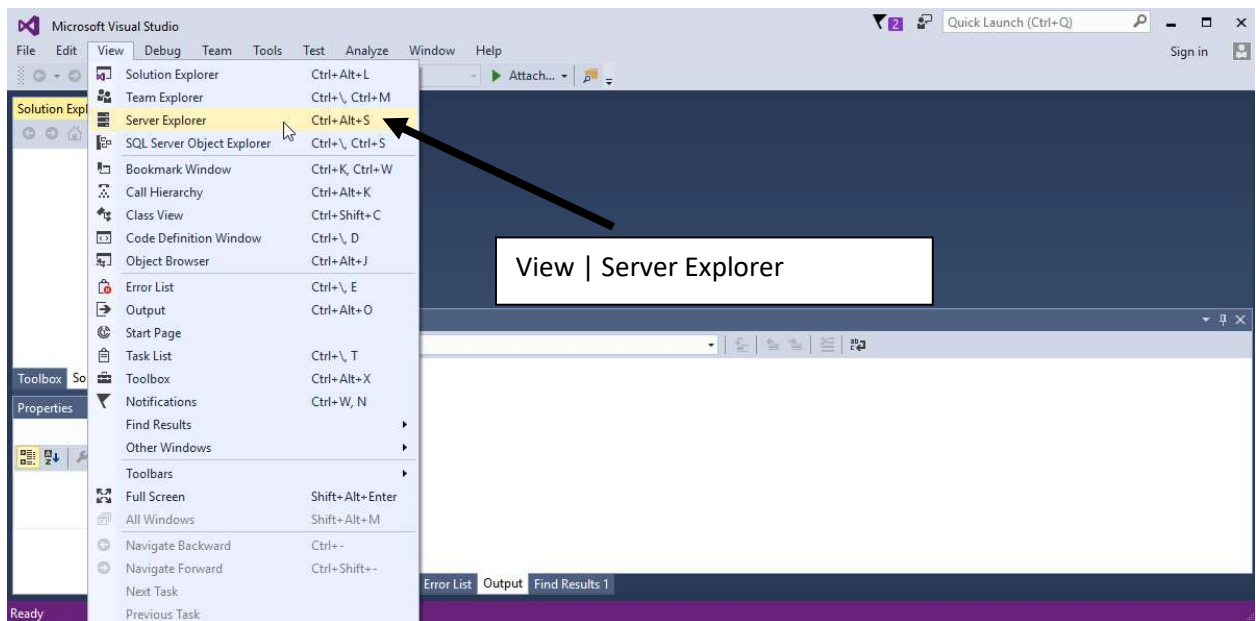 Microsoft Visual Studio
2
Quick Launch (Ctrl+Q)
File Edit View Debug Team Tools Test Analyze Window Help
Sign in
Attach...
Solution Expl
Solution Explorer Ctrl+Alt+L
Team Explorer Ctrl+\, Ctrl+M
Server Explorer Ctrl+Alt+S
SQL Server Object Explorer Ctrl+\, Ctrl+S
Bookmark Window Ctrl+K, Ctrl+W
Call Hierarchy Ctrl+Alt+K
Class View Ctrl+Shift+C
Code Definition Window Ctrl+\, D
Object Browser Ctrl+Alt+J
Error List Ctrl+\, E
Output Ctrl+Alt+O
Start Page
Task List Ctrl+\, T
Toolbox Ctrl+Alt+X
Notifications Ctrl+W, N
Find Results
Other Windows
Toolbars
Full Screen Shift+Alt+Enter
All Windows Shift+Alt+M
Navigate Backward Ctrl+-
Navigate Forward Ctrl+Shift+-
Next Task
Previous Task
View | Server Explorer
Toolbox So
Properties
Error List Output Find Results 1
Ready